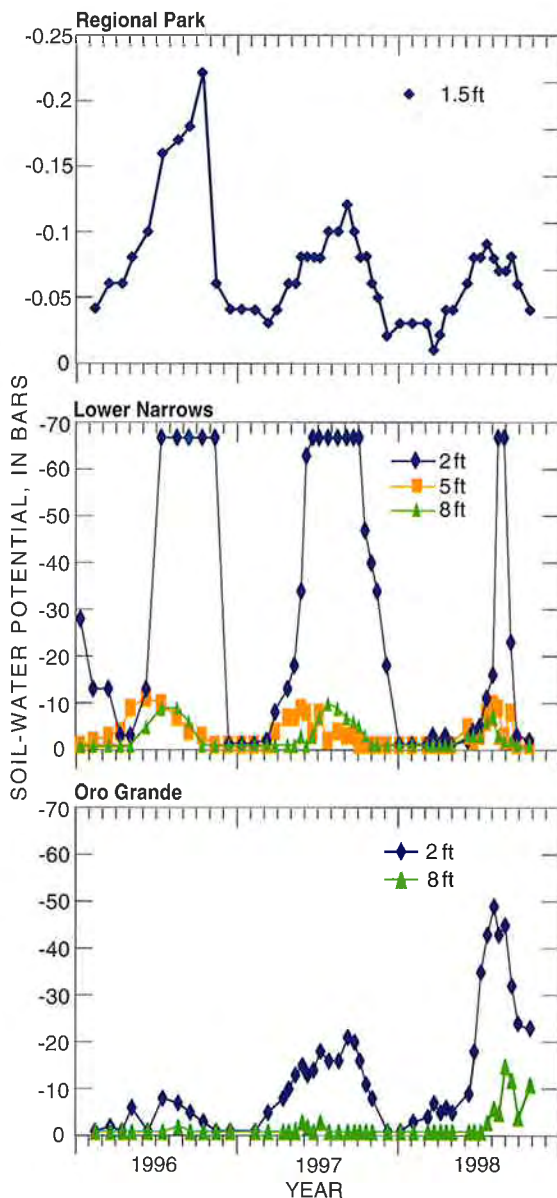 Regional Park
-0.25
-0.2
-0.15
-0.1
-0.05
0
1.5 ft
SOIL-WATER POTENTIAL, IN BARS
Lower Narrows
-70
-60
-50
-40
-30
-20
-10
0
2 ft
5 ft
8 ft
Oro Grande
-70
-60
-50
-40
-30
-20
-10
0
2 ft
8 ft
1996
1997
1998
YEAR